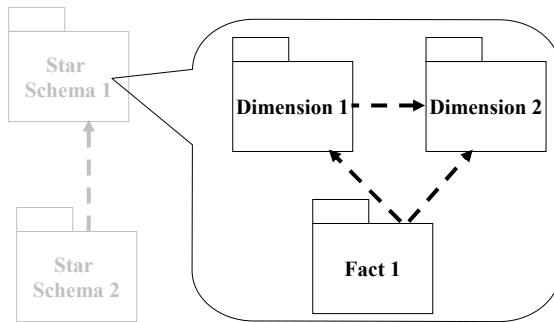 Star
Schema 1
Dimension 1
Dimension 2
Star
Schema 2
Fact 1